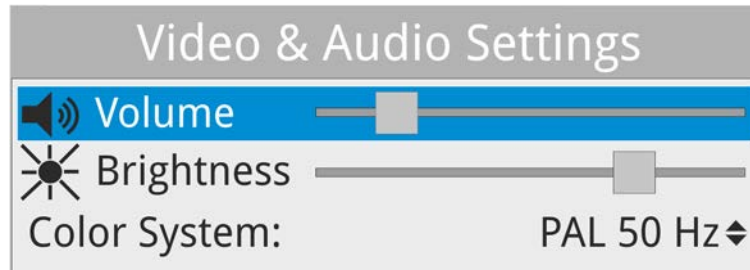 Video & Audio Settings
Volume
Brightness
Color System: PAL 50 Hz